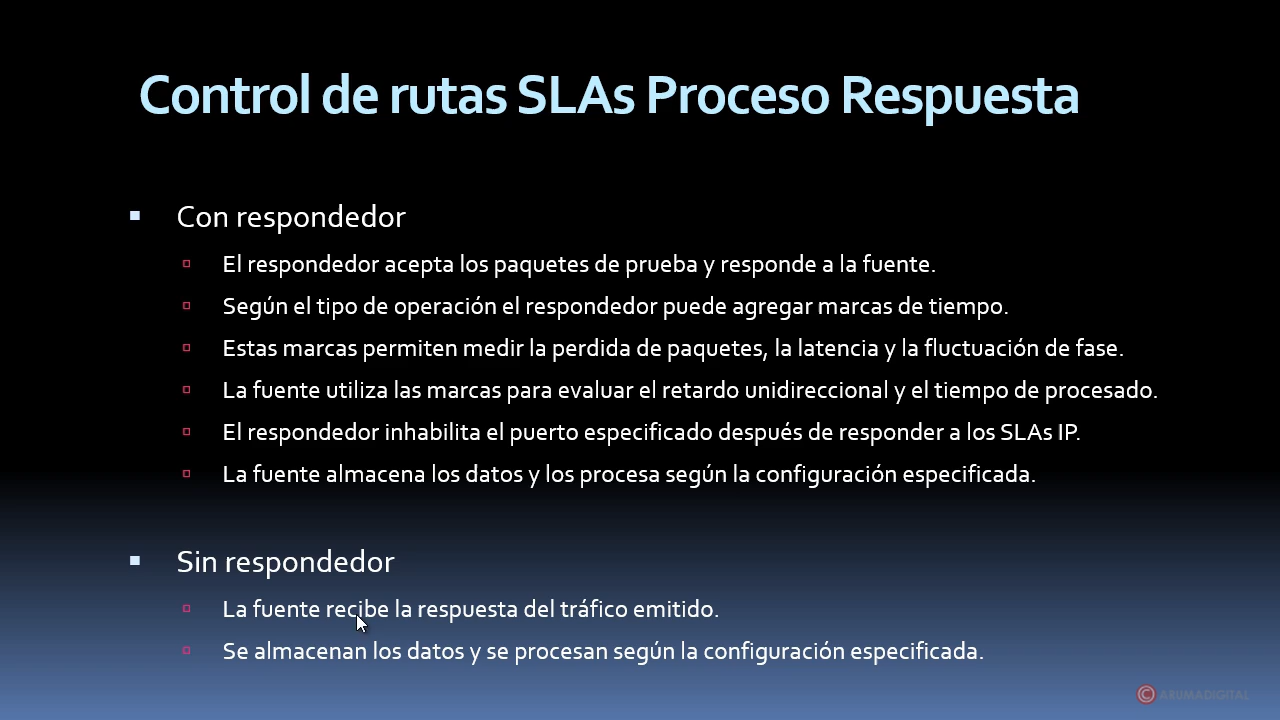 Control de rutas SLAs Proceso Respuesta
Con respondedor
El respondedor acepta los paquetes de prueba y responde a la fuente.
Según el tipo de operación el respondedor puede agregar marcas de tiempo.
Estas marcas permiten medir la perdida de paquetes, la latencia y la fluctuación de fase.
La fuente utiliza las marcas para evaluar el retardo unidireccional y el tiempo de procesado.
El respondedor inhabilita el puerto especificado después de responder a los SLAs IP.
La fuente almacena los datos y los procesa según la configuración especificada.
Sin respondedor
La fuente recibe la respuesta del tráfico emitido.
Se almacenan los datos y se procesan según la configuración especificada.
© ARUMADIGITAL